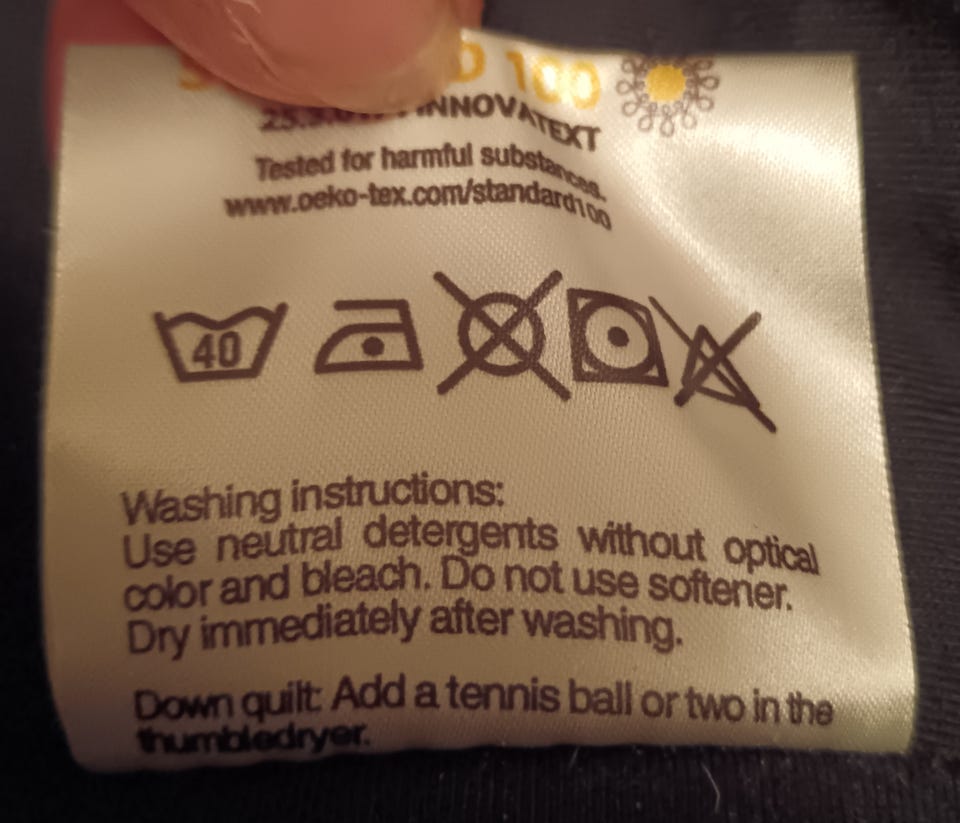 100
INNOVATEXT
Tested for harmful substances.
www.oeko-tex.com/standard100
40
Washing instructions:
Use neutral detergents without optical
color and bleach. Do not use softener.
Dry immediately after washing.
Down quilt: Add a tennis ball or two in the
thumbledryer.